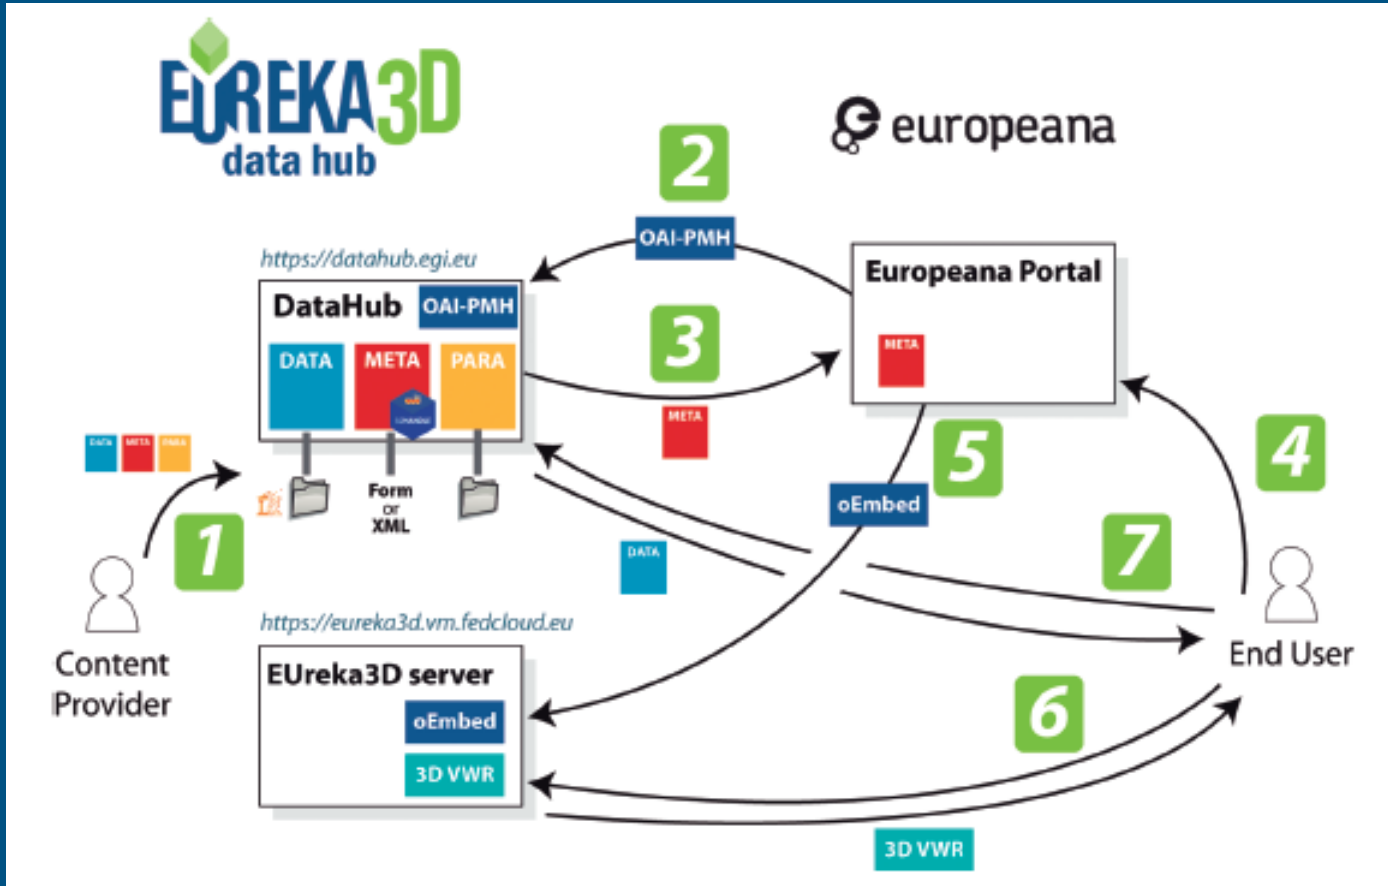 EUREKA3D
data hub
europeana
2
OAI-PMH
https://datahub.egi.eu
DataHub
OAI-PMH
DATA
META
PARA
3
META
Europeana Portal
META
DATA
META
PARA
1
Form
or
XML
5
oEmbed
4
DATA
7
Content
Provider
https://eureka3d.vm.fedcloud.eu
EUreka3D server
oEmbed
3D VWR
End User
6
3D VWR